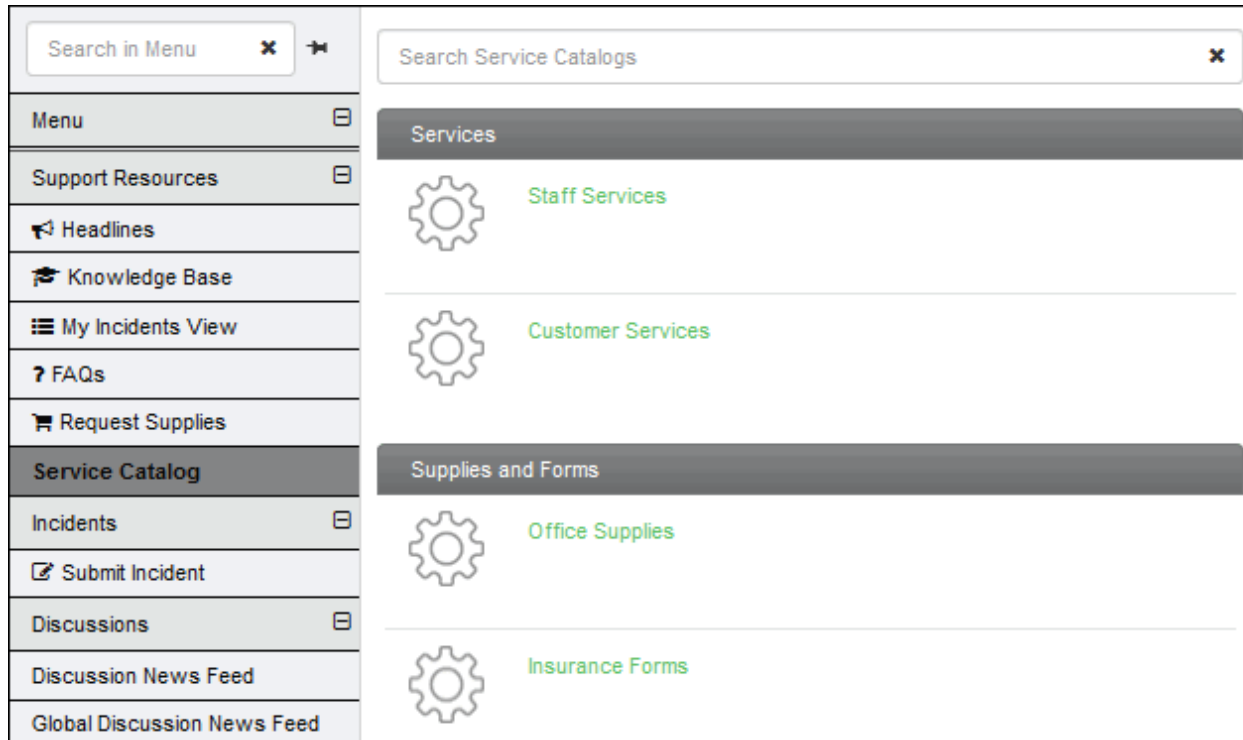 Search in Menu
Menu
Support Resources
Headlines
Knowledge Base
My Incidents View
? FAQs
Request Supplies
Service Catalog
Incidents
Submit Incident
Discussions
Discussion News Feed
Global Discussion News Feed
Search Service Catalogs
Services
Staff Services
Customer Services
Supplies and Forms
Office Supplies
Insurance Forms